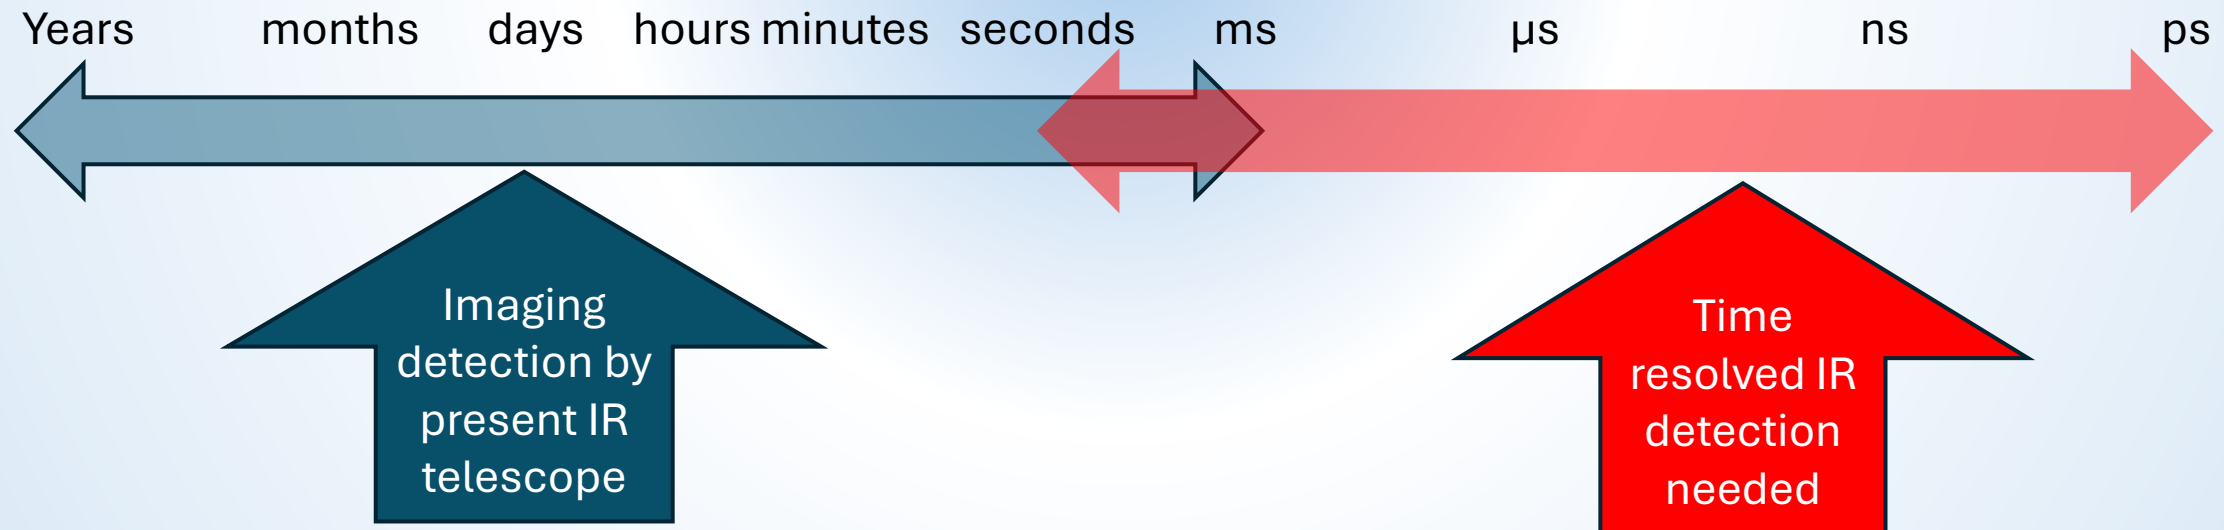 Years months days hours minutes seconds ms µs ns ps
Imaging
detection by
present IR
telescope
Time
resolved IR
detection
needed